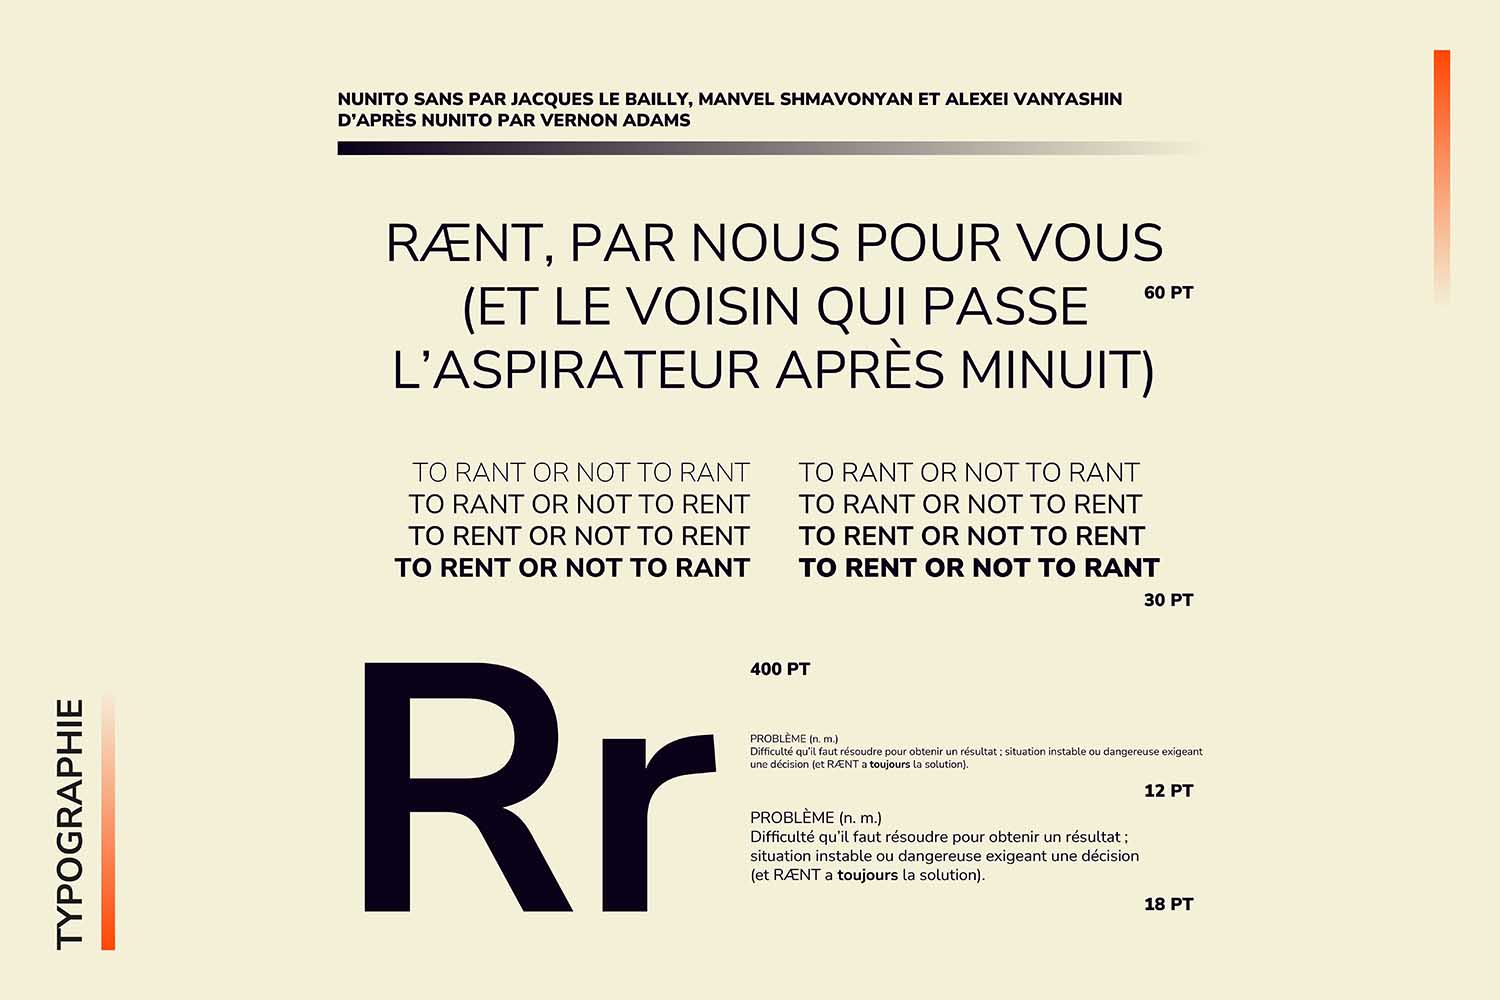 NUNITO SANS PAR JACQUES LE BAILLY, MANVEL SHMAVONYAN ET ALEXEI VANYASHIN
D’APRÈS NUNITO PAR VERNON ADAMS
RÆNT, PAR NOUS POUR VOUS
(ET LE VOISIN QUI PASSE
L’ASPIRATEUR APRÈS MINUIT)
60 PT
TO RANT OR NOT TO RANT
TO RANT OR NOT TO RENT
TO RENT OR NOT TO RENT
TO RENT OR NOT TO RANT
TO RANT OR NOT TO RANT
TO RANT OR NOT TO RENT
TO RENT OR NOT TO RENT
TO RENT OR NOT TO RANT
30 PT
Rr
400 PT
PROBLÈME (n. m.)
Difficulté qu’il faut résoudre pour obtenir un résultat ; situation instable ou dangereuse exigeant
une décision (et RÆNT a toujours la solution).
12 PT
PROBLÈME (n. m.)
Difficulté qu’il faut résoudre pour obtenir un résultat ;
situation instable ou dangereuse exigeant une décision
(et RÆNT a toujours la solution).
18 PT
TYPOGRAPHIE